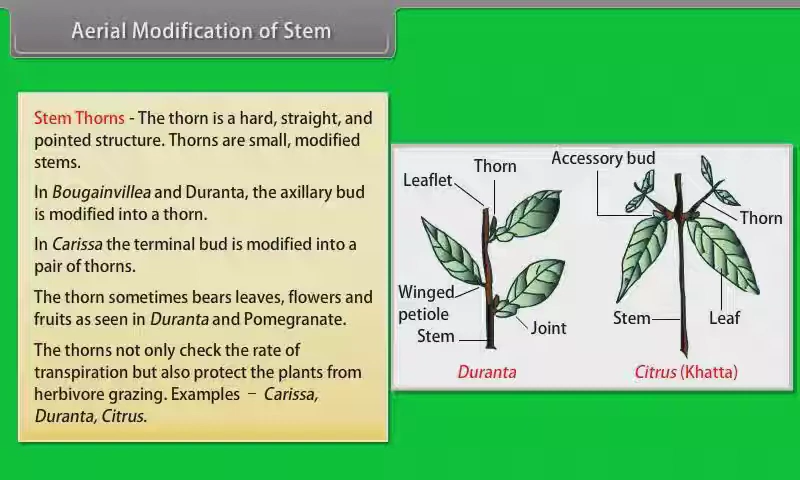 Aerial Modification of Stem
Stem Thorns - The thorn is a hard, straight, and
pointed structure. Thorns are small, modified
stems.
In Bougainvillea and Duranta, the axillary bud
is modified into a thorn.
In Carissa the terminal bud is modified into a
pair of thorns.
The thorn sometimes bears leaves, flowers and
fruits as seen in Duranta and Pomegranate.
The thorns not only check the rate of
transpiration but also protect the plants from
herbivore grazing. Examples – Carissa,
Duranta, Citrus.
Thorn
Leaflet
Winged
petiole
Stem
Joint
Duranta
Accessory bud
Thorn
Stem
Leaf
Citrus (Khatta)